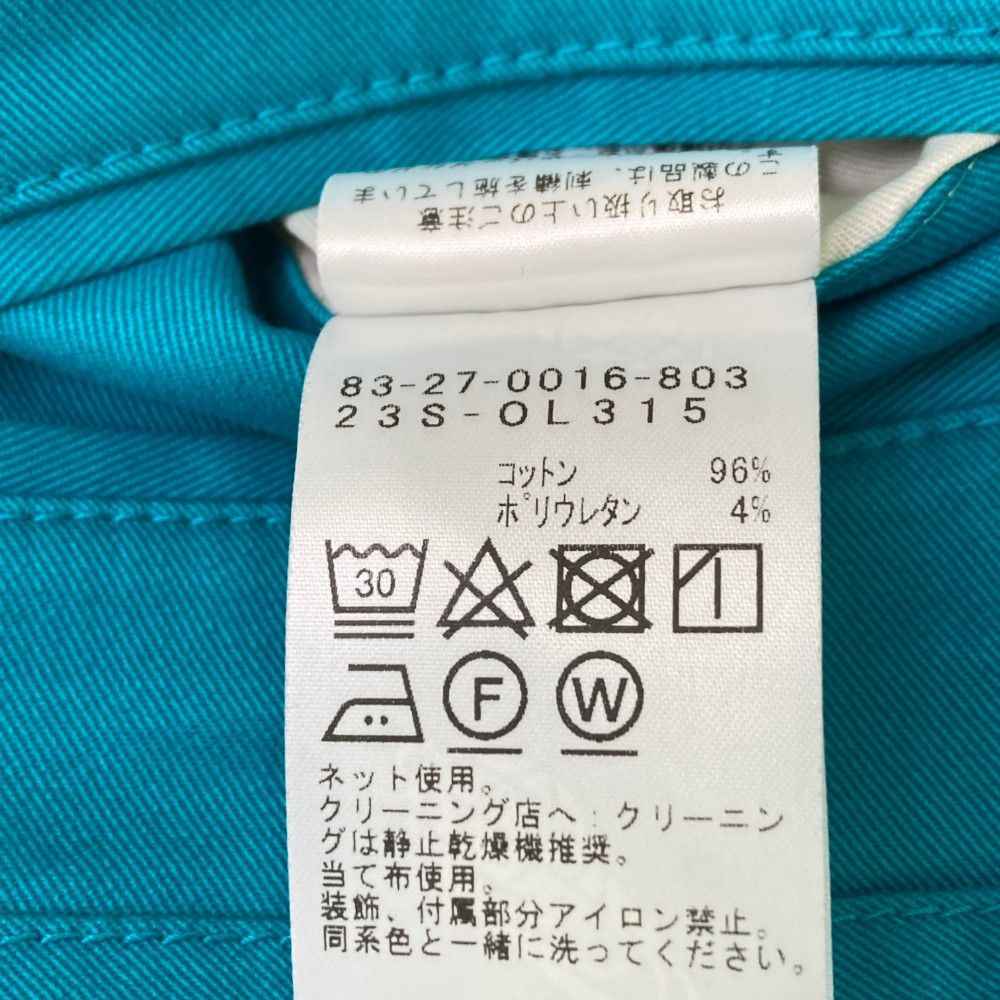 お取り扱い上のご注意
この製品は、刺繍を施していま
83-27-0016-803
23S-OL315
コットン 96%
ポリウレタン 4%
30
F W
ネット使用。
クリーニング店へ:クリーニン
グは静止乾燥機推奨。
当て布使用。
装飾、付属部分アイロン禁止。
同系色と一緒に洗ってください。